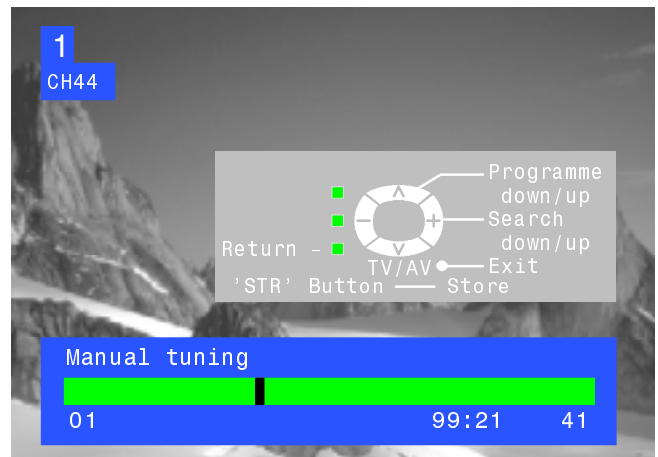 1
CH44
Programme
down/up
Search
down/up
Return –
TV/AV Exit
'STR' Button Store
Manual tuning
01 99:21 41